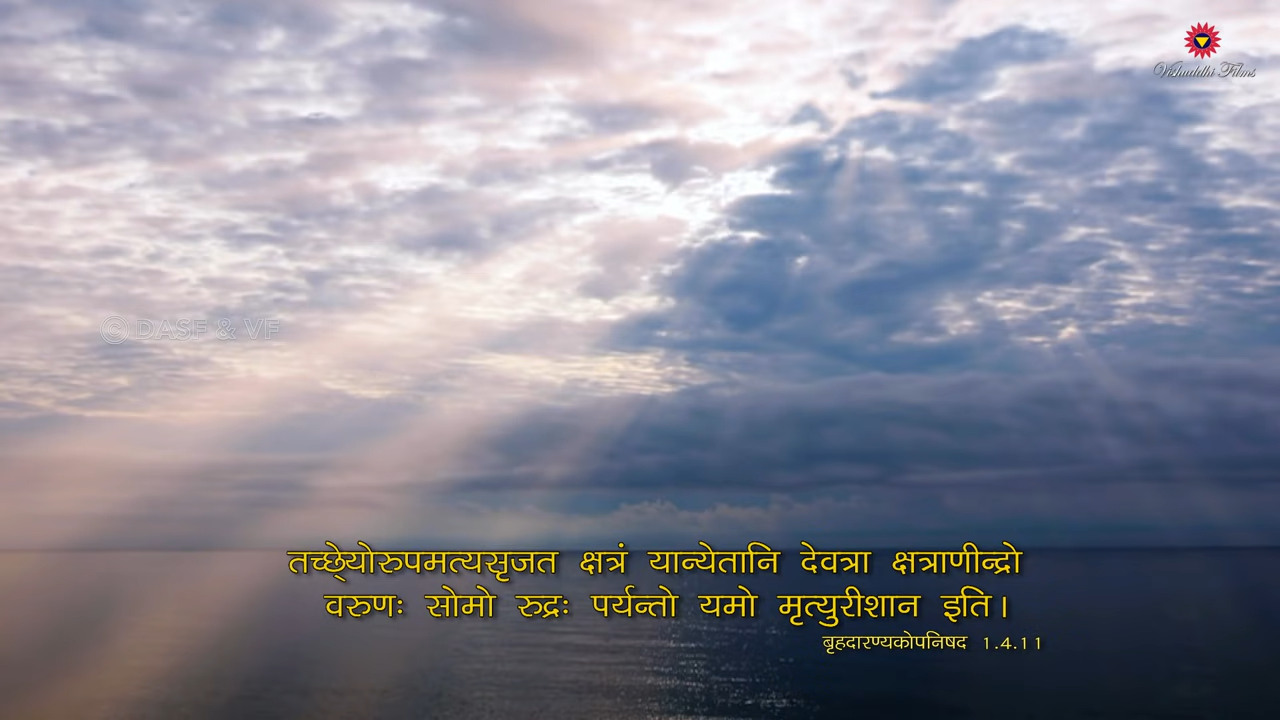 Vishuddhi Films
© DASF & VF
तच्छ्रेयोरुपमत्यसृजत क्षत्रं यान्येतानि देवत्रा क्षत्राणीन्द्रो
वरुणः सोमो रुद्रः पर्यन्तो यमो मृत्युरीशान इति।
बृहदारण्यकोपनिषद 1.4.11